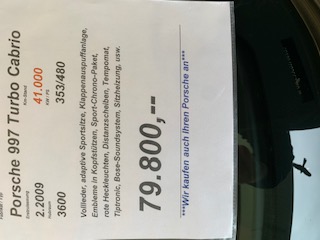 Porsche 997 Turbo Cabrio
2.2009 41.000
3600 353/480
Volleder, adaptive Sportsitze, Klappenauspuffanlage,
Embleme in Kopfstützen, Sport-Chrono-Paket,
rote Heckleuchten, Distanzscheiben, Tempomat,
Tiptronic, Bose-Soundsystem, Sitzheizung, usw.
79.800,--
***Wir kaufen auch Ihren Porsche an***